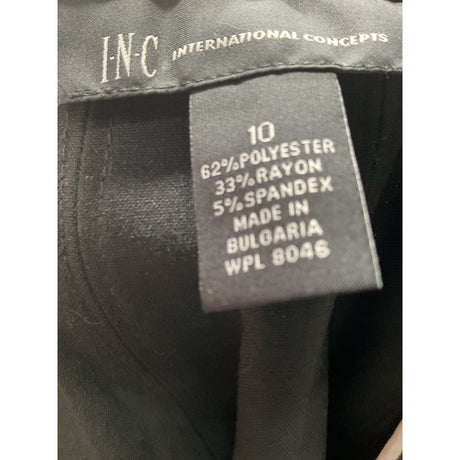 I·N·C INTERNATIONAL CONCEPTS
10
62%POLYESTER
33%RAYON
5%SPANDEX
MADE IN
BULGARIA
WPL 8046